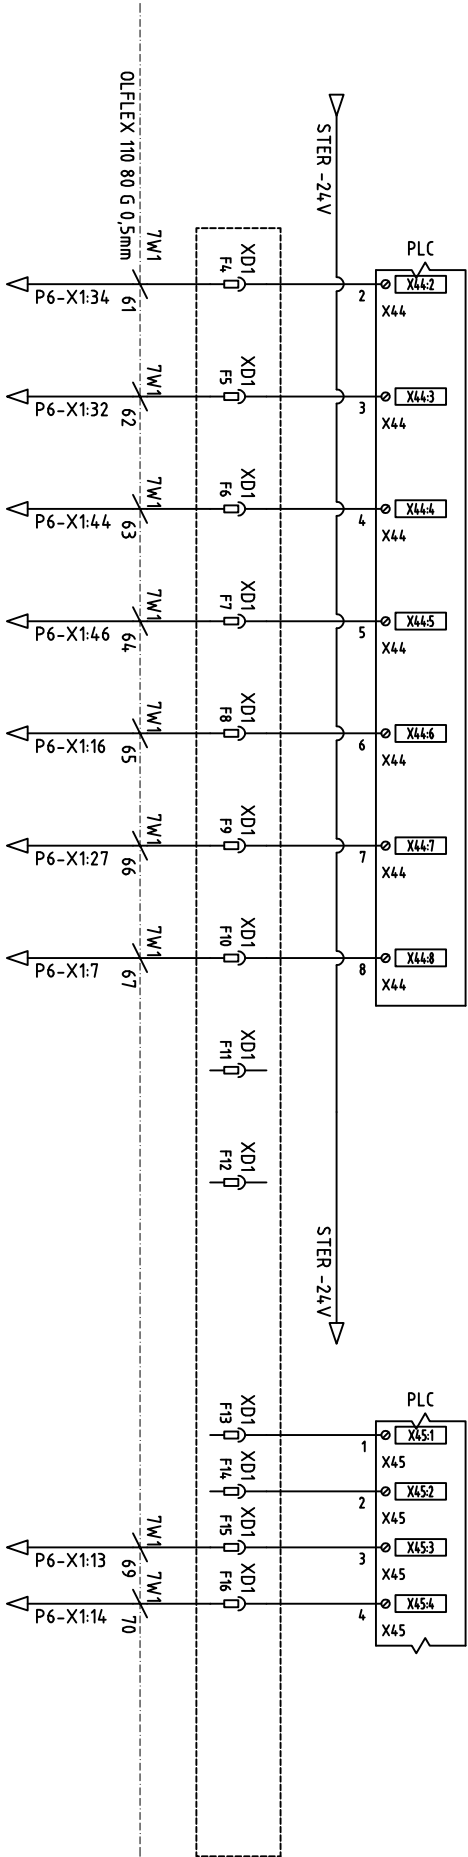 OLFLEX 110 80 G 0,5mm
STER -24V
PLC
7W1
XD1
F4
X44:2
2
X44
61
P6-X1:34
7W1
XD1
F5
X44:3
3
X44
62
P6-X1:32
7W1
XD1
F6
X44:4
4
X44
63
P6-X1:44
7W1
XD1
F7
X44:5
5
X44
64
P6-X1:46
7W1
XD1
F8
X44:6
6
X44
65
P6-X1:16
7W1
XD1
F9
X44:7
7
X44
66
P6-X1:27
7W1
XD1
F10
X44:8
8
X44
67
P6-X1:7
XD1
F11
XD1
F12
STER -24V
PLC
XD1
F13
X45:1
1
X45
XD1
F14
X45:2
2
X45
7W1
XD1
F15
X45:3
3
X45
69
P6-X1:13
7W1
XD1
F16
X45:4
4
X45
70
P6-X1:14